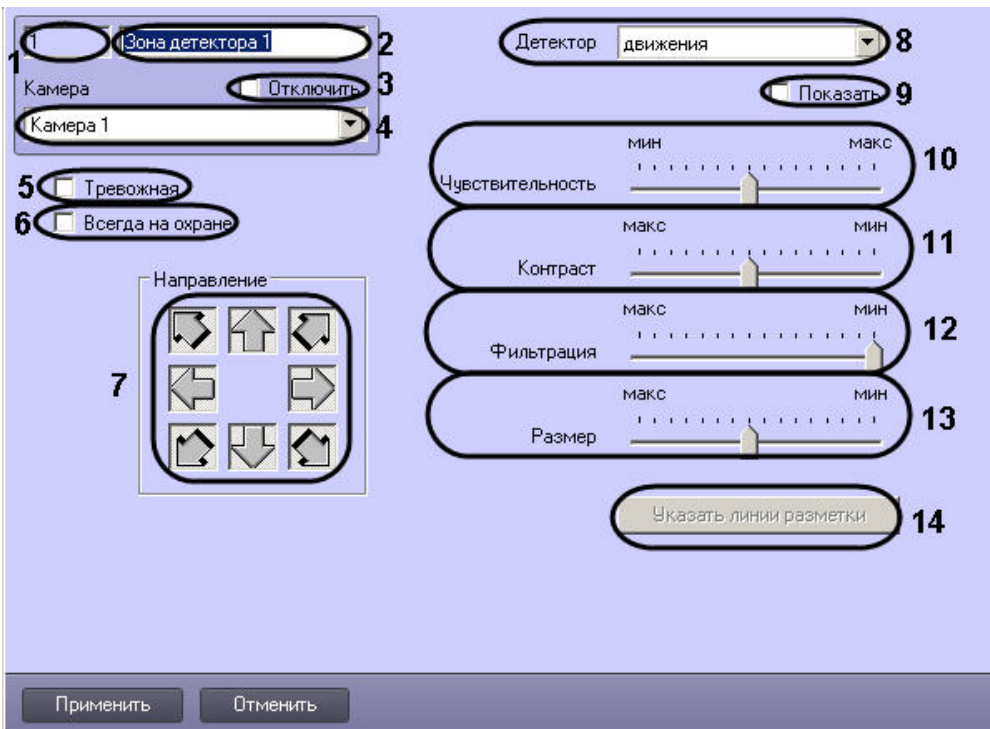 1 Зона детектора 1
1 2
Камера Отключить 3
Камера 1 4
5 Тревожная
6 Всегда на охране
Направление
7
Детектор движения 8
Показать 9
мин макс
Чувствительность 10
макс мин
Контраст 11
макс мин
Фильтрация 12
макс мин
Размер 13
Указать линии разметки 14
Применить Отменить